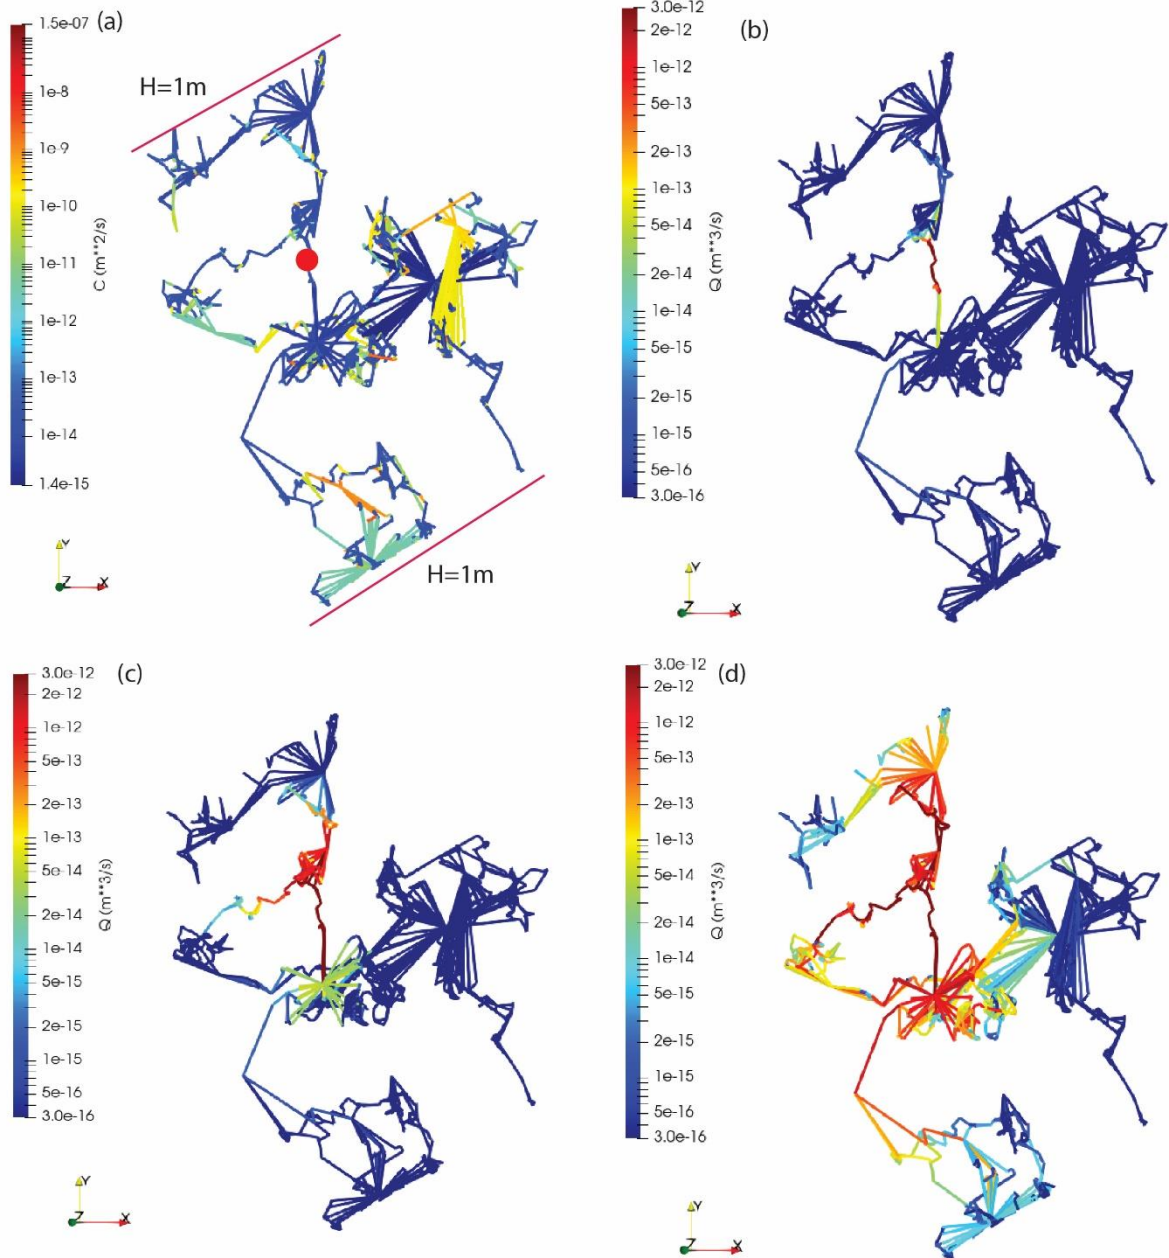 (a)
1.5e-07
1e-8
1e-9
1e-10
1e-11
1e-12
1e-13
1e-14
1.4e-15
C (m**2/s)
H=1m
H=1m
Y
Z
X
(b)
3.0e-12
2e-12
1e-12
5e-13
2e-13
1e-13
5e-14
2e-14
1e-14
5e-15
2e-15
1e-15
5e-16
3.0e-16
Q (m**3/s)
Y
Z
X
(c)
3.0e-12
2e-12
1e-12
5e-13
2e-13
1e-13
5e-14
2e-14
1e-14
5e-15
2e-15
1e-15
5e-16
3.0e-16
Q (m**3/s)
Y
Z
X
(d)
3.0e-12
2e-12
1e-12
5e-13
2e-13
1e-13
5e-14
2e-14
1e-14
5e-15
2e-15
1e-15
5e-16
3.0e-16
Q (m**3/s)
Y
Z
X